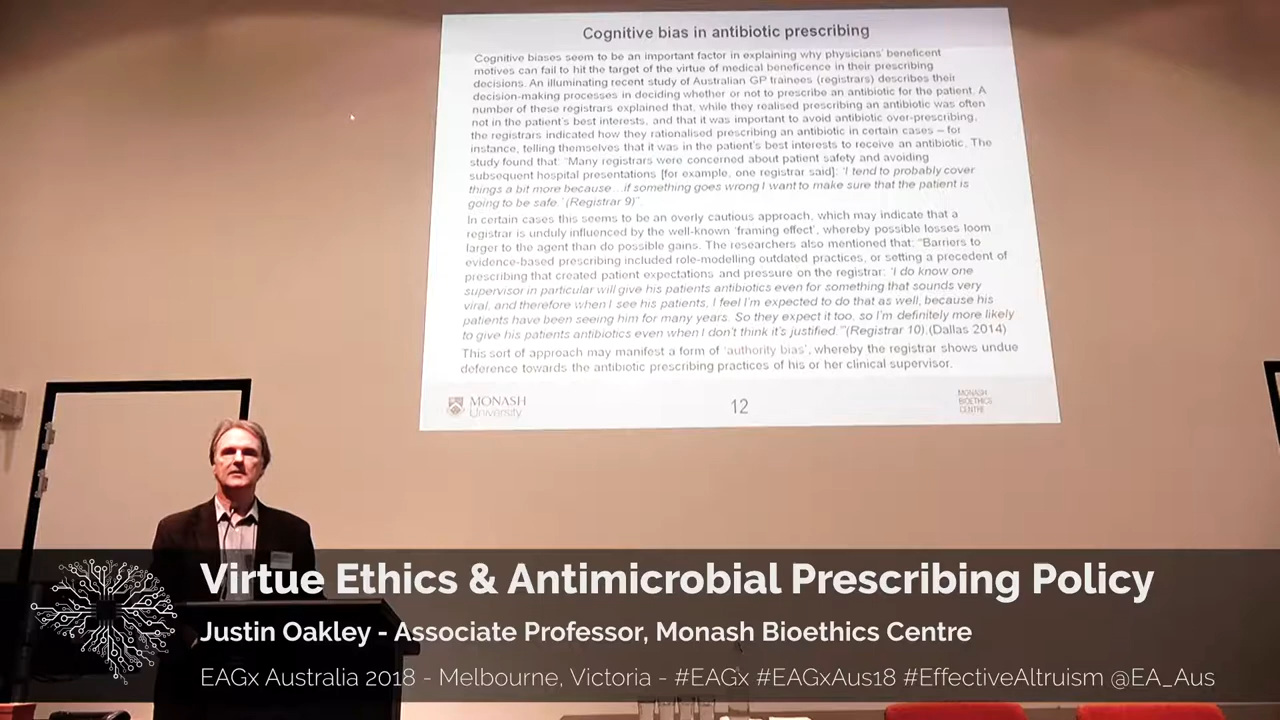 Cognitive bias in antibiotic prescribing
Cognitive biases seem to be an important factor in explaining why physicians' beneficent
motives can fail to hit the target of the virtue of medical beneficence in their prescribing
decisions. An illuminating recent study of Australian GP trainees (registrars) describes their
decision-making processes in deciding whether or not to prescribe an antibiotic for the patient. A
number of these registrars explained that, while they realised prescribing an antibiotic was often
not in the patient's best interests, and that it was important to avoid antibiotic over-prescribing,
the registrars indicated how they rationalised prescribing an antibiotic in certain cases – for
instance, telling themselves that it was in the patient's best interests to receive an antibiotic. The
study found that: "Many registrars were concerned about patient safety and avoiding
subsequent hospital presentations [for example, one registrar said]: 'I tend to probably cover
things a bit more because...if something goes wrong I want to make sure that the patient is
going to be safe.' (Registrar 9)".
In certain cases this seems to be an overly cautious approach, which may indicate that a
registrar is unduly influenced by the well-known 'framing effect', whereby possible losses loom
larger to the agent than do possible gains. The researchers also mentioned that: "Barriers to
evidence-based prescribing included role-modelling outdated practices, or setting a precedent of
prescribing that created patient expectations and pressure on the registrar: 'I do know one
supervisor in particular will give his patients antibiotics even for something that sounds very
viral, and therefore when I see his patients, I feel I'm expected to do that as well, because his
patients have been seeing him for many years. So they expect it too, so I'm definitely more likely
to give his patients antibiotics even when I don't think it's justified.'"(Registrar 10).(Dallas 2014)
This sort of approach may manifest a form of 'authority bias', whereby the registrar shows undue
deference towards the antibiotic prescribing practices of his or her clinical supervisor.
MONASH
University
12
MONASH
BIOETHICS
CENTRE
Virtue Ethics & Antimicrobial Prescribing Policy
Justin Oakley - Associate Professor, Monash Bioethics Centre
EAGx Australia 2018 - Melbourne, Victoria - #EAGx #EAGxAus18 #EffectiveAltruism @EA_Aus